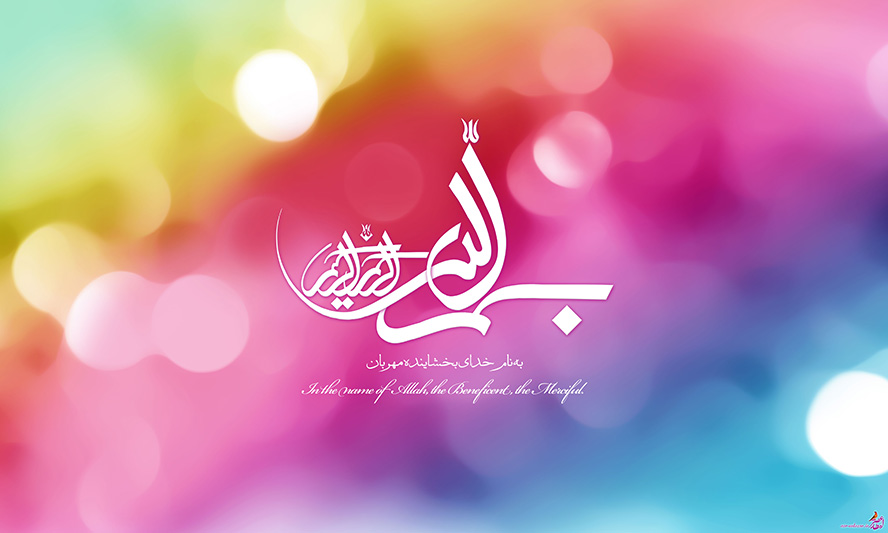 بسم الله الرحمن الرحیم
به نام خدای بخشاینده مهربان
In the name of Allah, the Beneficent, the Merciful.